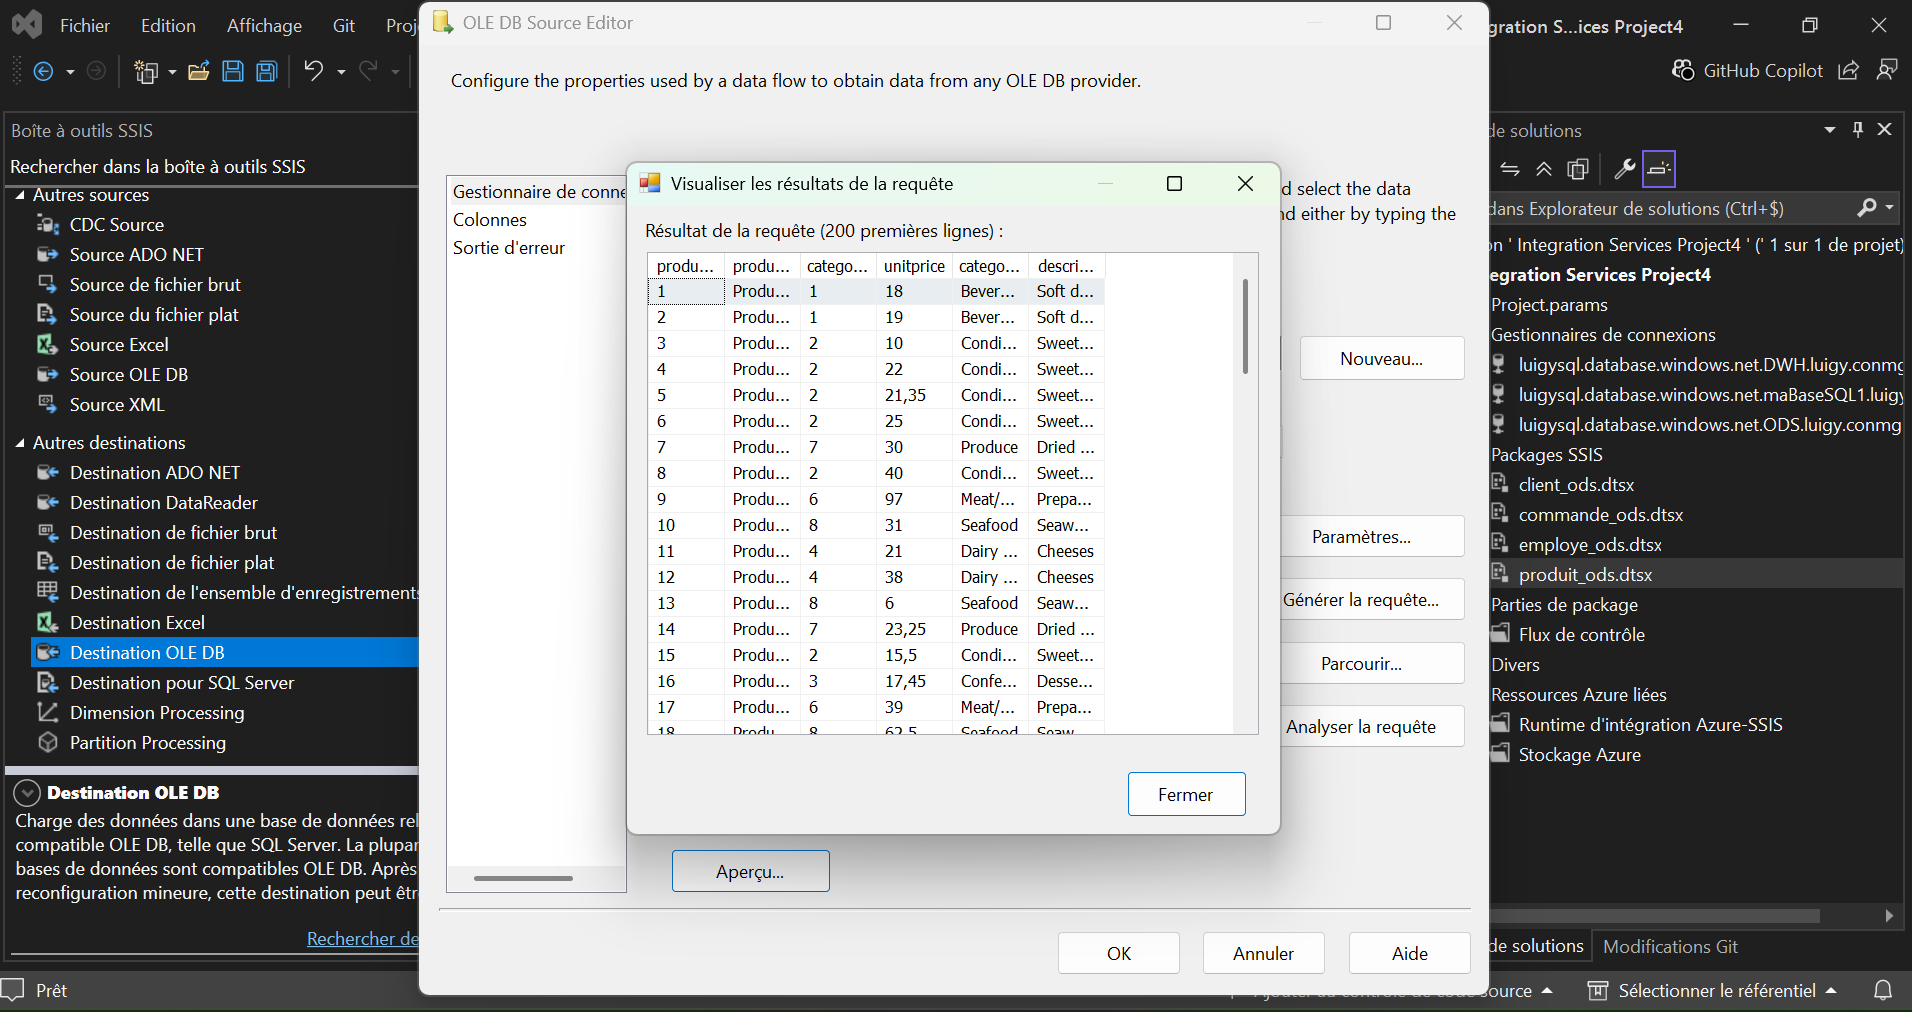 Fichier Edition Affichage Git
OLE DB Source Editor
S...ices Project4
GitHub Copilot
Configure the properties used by a data flow to obtain data from any OLE DB provider.
Boîte à outils SSIS
Rechercher dans la boîte à outils SSIS
Autres sources
CDC Source
Source ADO NET
Source de fichier brut
Source du fichier plat
Source Excel
Source OLE DB
Source XML
Autres destinations
Destination ADO NET
Destination DataReader
Destination de fichier brut
Destination de fichier plat
Destination de l'ensemble d'enregistrements
Destination Excel
Destination OLE DB
Destination pour SQL Server
Dimension Processing
Partition Processing
Destination OLE DB
Charge des données dans une base de données
compatible OLE DB, telle que SQL Server. La
bases de données sont compatibles OLE DB. Après
reconfiguration mineure, cette destination peut
Rechercher
Prêt
Gestionnaire de
Colonnes
Sortie d'erreur
select the data
either by typing the
Visualiser les résultats de la requête
Résultat de la requête (200 premières lignes) :
produ... produ... catego... unitprice catego... descri...
1 Produ... 1 18 Bever... Soft d...
2 Produ... 1 19 Bever... Soft d...
3 Produ... 2 10 Condi... Sweet...
4 Produ... 2 22 Condi... Sweet...
5 Produ... 2 21,35 Condi... Sweet...
6 Produ... 2 25 Condi... Sweet...
7 Produ... 7 30 Produce Dried ...
8 Produ... 2 40 Condi... Sweet...
9 Produ... 6 97 Meat/... Prepa...
10 Produ... 8 31 Seafood Seaw...
11 Produ... 4 21 Dairy ... Cheeses
12 Produ... 4 38 Dairy ... Cheeses
13 Produ... 8 6 Seafood Seaw...
14 Produ... 7 23,25 Produce Dried ...
15 Produ... 2 15,5 Condi... Sweet...
16 Produ... 3 17,45 Confe... Desse...
17 Produ... 6 39 Meat/... Prepa...
18 Produ... 8 62,5 Seafood Seaw...
Fermer
Nouveau...
Paramètres...
Générer la requête...
Parcourir...
Analyser la requête
Aperçu...
OK Annuler Aide
de solutions
dans Explorateur de solutions (Ctrl+$)
' Integration Services Project4 ' (' 1 sur 1 de projet)
Services Project4
Project.params
Gestionnaires de connexions
luigysql.database.windows.net.DWH.luigy.conmg
luigysql.database.windows.net.maBaseSQL1.luigy
luigysql.database.windows.net.ODS.luigy.conmg
Packages SSIS
client_ods.dtsx
commande_ods.dtsx
employe_ods.dtsx
produit_ods.dtsx
Parties de package
Flux de contrôle
Divers
Ressources Azure liées
Runtime d'intégration Azure-SSIS
Stockage Azure
de solutions Modifications Git
source Sélectionner le référentiel